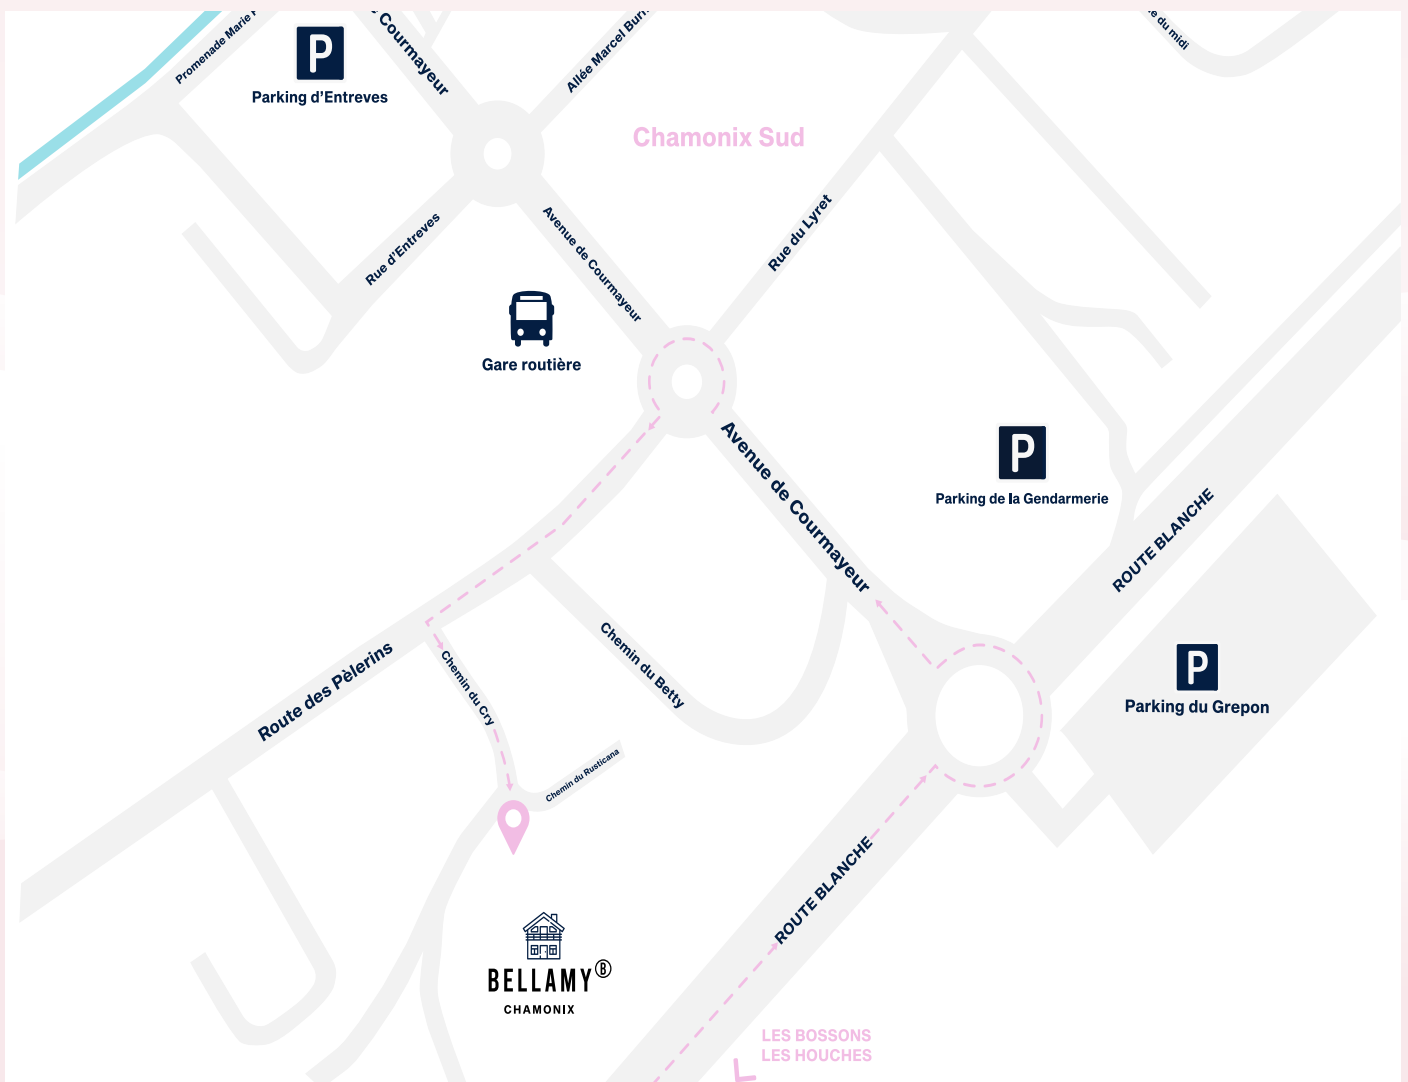 Promenade Marie
P
Parking d'Entreves
Courmayeur
Allée Marcel
du midi
Chamonix Sud
Rue d'Entreves
Avenue de Courmayeur
Rue du Lyret
Gare routière
Avenue de Courmayeur
P
Parking de la Gendarmerie
ROUTE BLANCHE
Route des Pèlerins
Chemin du Cry
Chemin du Betty
P
Parking du Grepon
Chemin du Rusticana
ROUTE BLANCHE
BELLAMY B
CHAMONIX
LES BOSSONS
LES HOUCHES